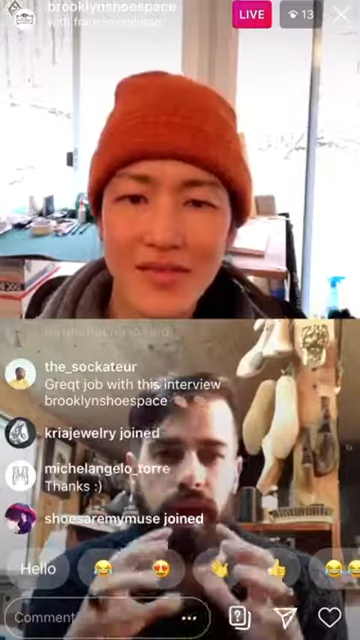 brooklynshoespace
LIVE
13
the_sockateur
Greqt job with this interview
brooklynshoespace 👏🏼👏🏼👏🏼
kriajewelry joined
michelangelo_torre
Thanks :)
shoesaremymuse joined
Hello 😂 😍 👋 👍 😂😂
Comment